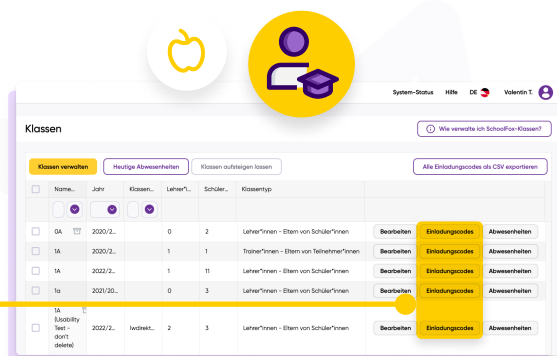 System-Status Hilfe DE Valentin T.
Klassen
Wie verwalte ich SchoolFox-Klassen?
Klassen verwalten Heutige Abwesenheiten Klassen aufsteigen lassen Alle Einladungscodes als CSV exportieren
Name... Jahr Klassen... Lehrer*i... Schüler... Klassentyp
0A 2020/2... 0 2 Lehrer*innen - Eltern von Schüler*innen Bearbeiten Einladungscodes Abwesenheiten
1A 2020/2... 1 1 Trainer*innen - Eltern von Teilnehmer*innen Bearbeiten Einladungscodes Abwesenheiten
1A 2022/2... 1 11 Lehrer*innen - Eltern von Schüler*innen Bearbeiten Einladungscodes Abwesenheiten
1a 2021/20... 0 3 Lehrer*innen - Eltern von Schüler*innen Bearbeiten Einladungscodes Abwesenheiten
1A
(Usability
Test - 2022/2... lwdirekt... 2 3 Lehrer*innen - Eltern von Schüler*innen Bearbeiten Einladungscodes Abwesenheiten
don't
delete)